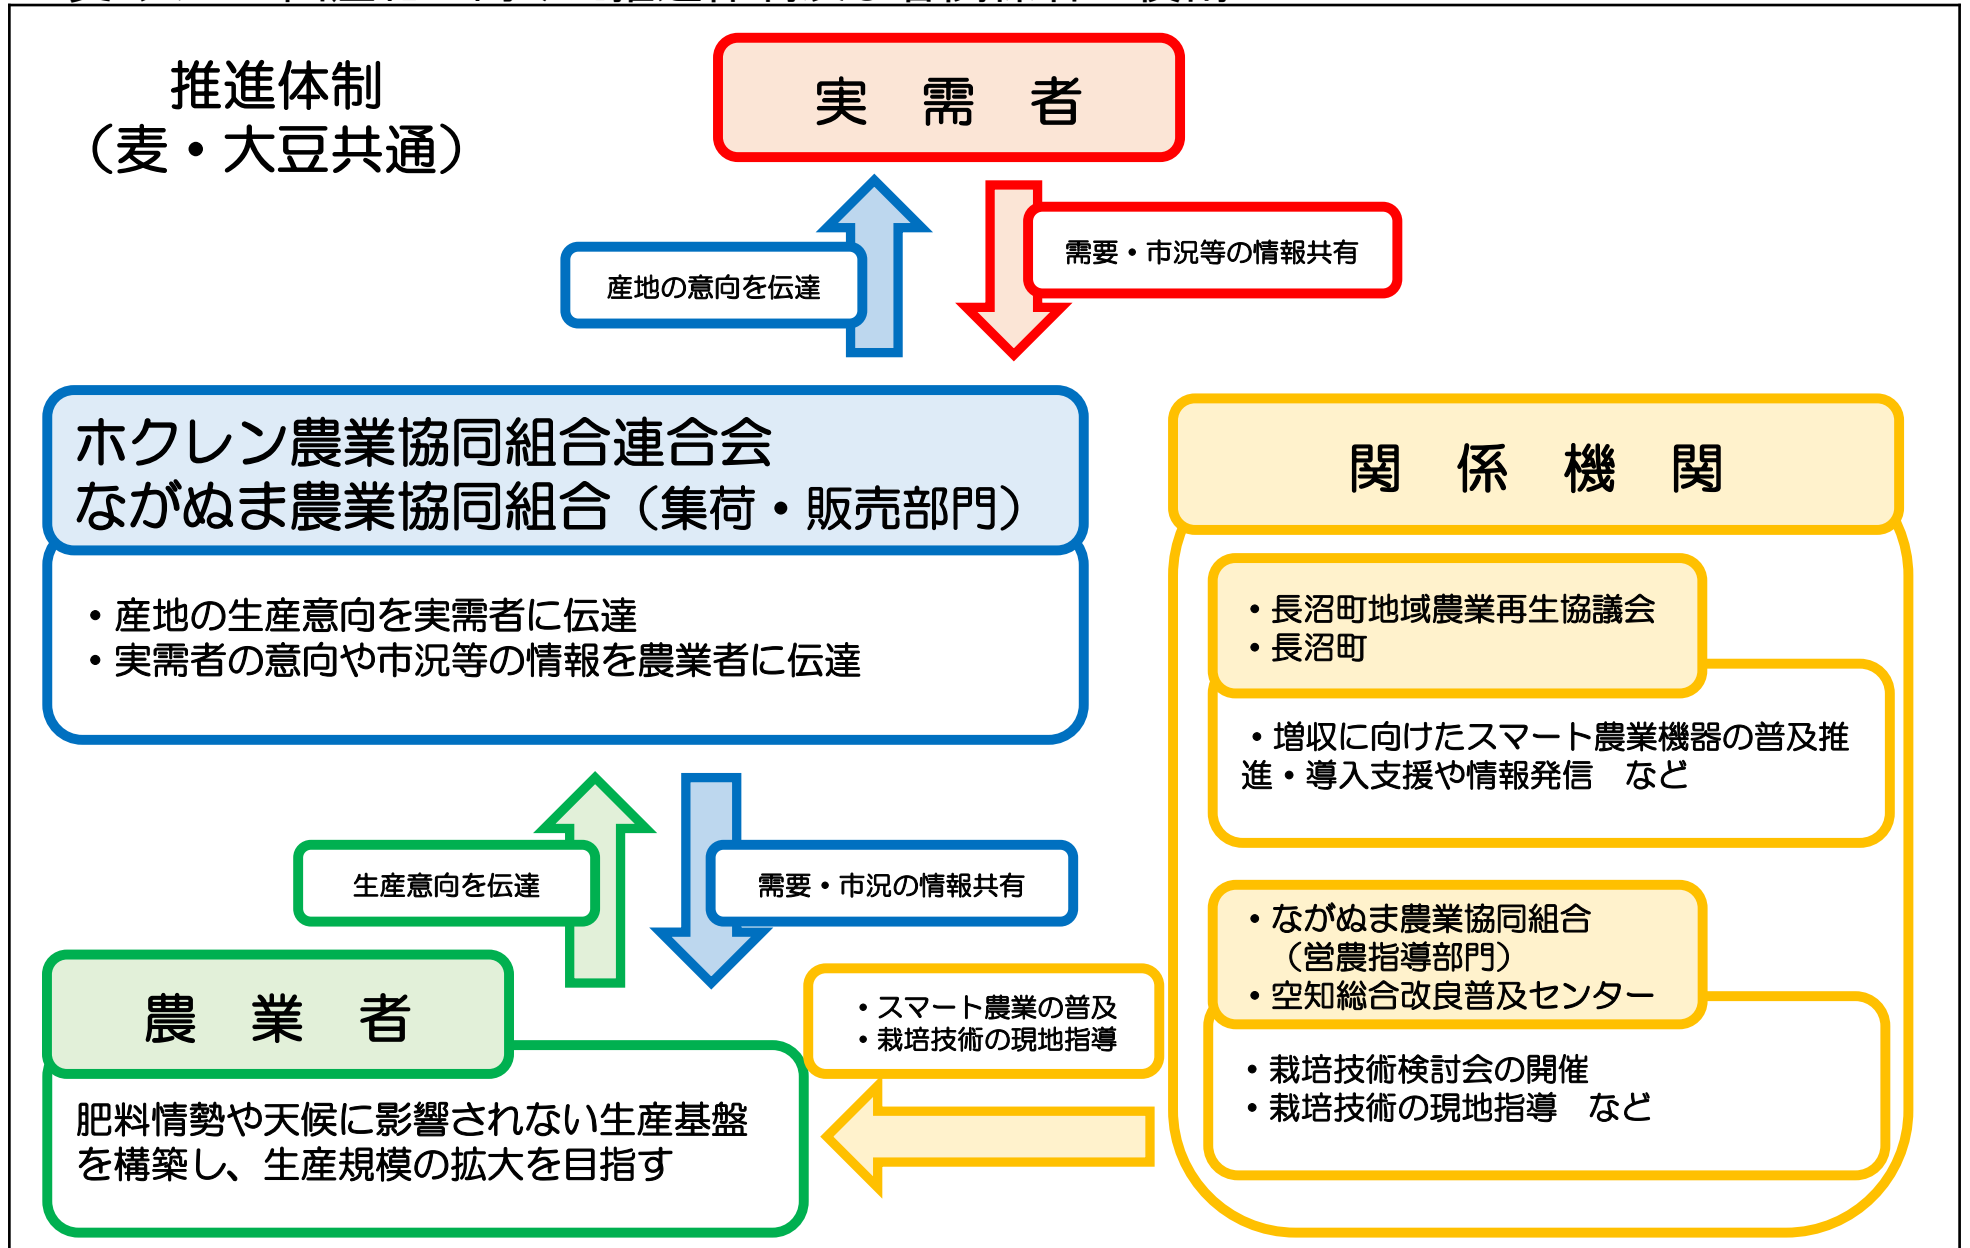 推進体制
（麦・大豆共通）
実　需　者
産地の意向を伝達
需要・市況等の情報共有
ホクレン農業協同組合連合会
ながぬま農業協同組合（集荷・販売部門）
・産地の生産意向を実需者に伝達
・実需者の意向や市況等の情報を農業者に伝達
関　係　機　関
・長沼町地域農業再生協議会
・長沼町
・増収に向けたスマート農業機器の普及推
進・導入支援や情報発信　など
・ながぬま農業協同組合
（営農指導部門）
・空知総合改良普及センター
・栽培技術検討会の開催
・栽培技術の現地指導　など
生産意向を伝達
需要・市況の情報共有
農　業　者
肥料情勢や天候に影響されない生産基盤
を構築し、生産規模の拡大を目指す
・スマート農業の普及
・栽培技術の現地指導